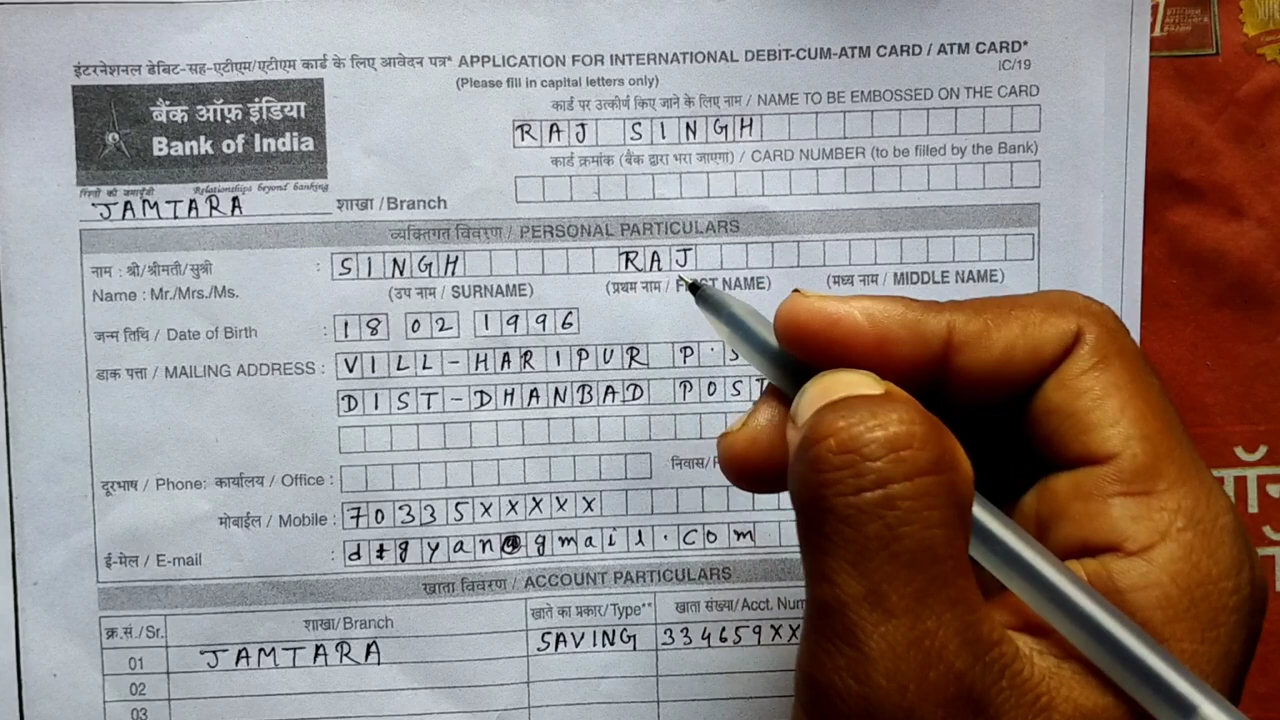 इंटरनेशनल डेबिट-सह-एटीएम/एटीएम कार्ड के लिए आवेदन पत्र* APPLICATION FOR INTERNATIONAL DEBIT-CUM-ATM CARD / ATM CARD*
(Please fill in capital letters only)
IC/19
बैंक ऑफ़ इंडिया
Bank of India
रिश्तों की जमापूँजी Relationships beyond banking
JAMTARA शाखा /Branch
कार्ड पर उत्कीर्ण किए जाने के लिए नाम / NAME TO BE EMBOSSED ON THE CARD
RAJ SINGH
कार्ड क्रमांक (बैंक द्वारा भरा जाएगा) / CARD NUMBER (to be filled by the Bank)
व्यक्तिगत विवरण / PERSONAL PARTICULARS
नाम : श्री/श्रीमती/सुश्री : SINGH RAJ
Name : Mr./Mrs./Ms. (उप नाम / SURNAME) (प्रथम नाम / FIRST NAME) (मध्य नाम / MIDDLE NAME)
जन्म तिथि / Date of Birth : 18 02 1996
डाक पत्ता / MAILING ADDRESS : VILL-HARIPUR P.S
DIST-DHANBAD POST
दूरभाष / Phone: कार्यालय / Office : निवास/
मोबाईल / Mobile : 70335XXXXX
ई-मेल / E-mail : dtgyan@gmail.com
खाता विवरण / ACCOUNT PARTICULARS
क्र.सं./Sr. शाखा/Branch खाते का प्रकार/Type** खाता संख्या/Acct. Num
01 JAMTARA SAVING 334659XX
02
03